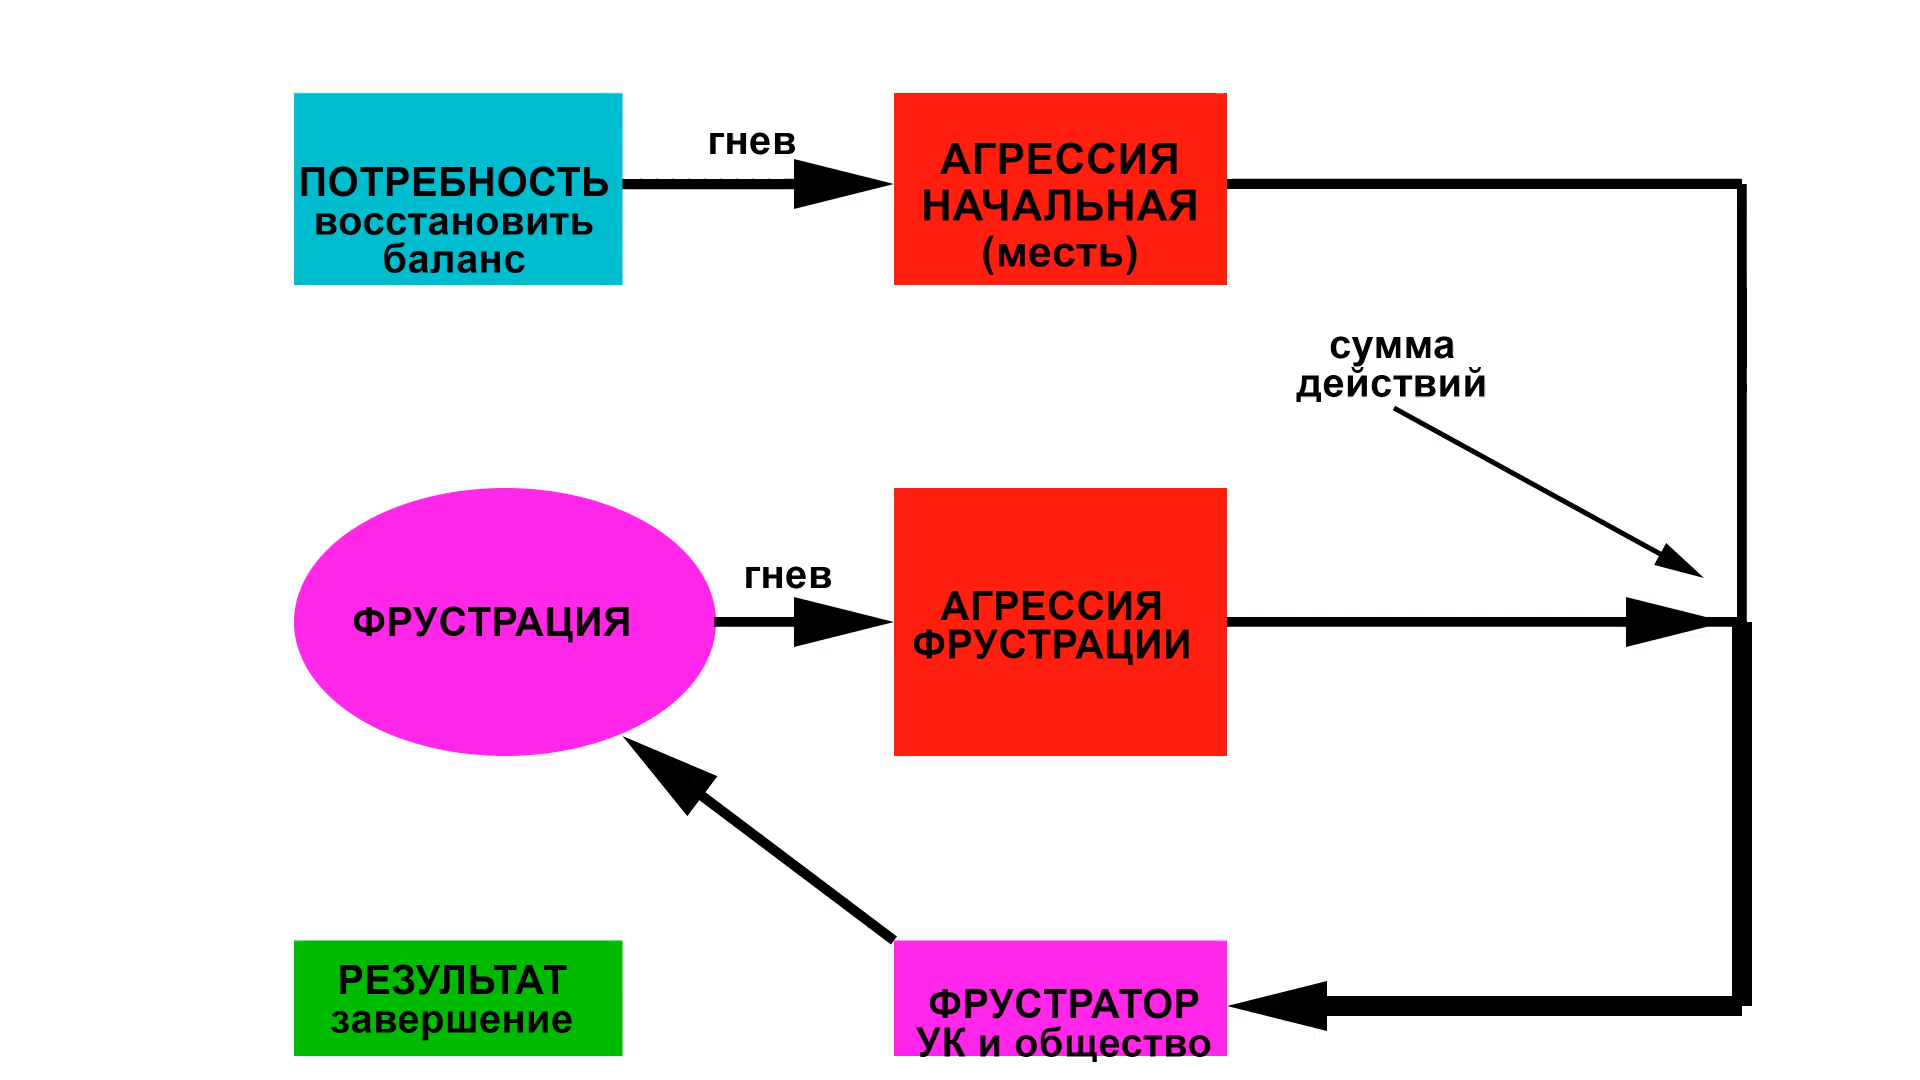 гнев
ПОТРЕБНОСТЬ
восстановить
баланс
АГРЕССИЯ
НАЧАЛЬНАЯ
(месть)
сумма
действий
гнев
ФРУСТРАЦИЯ
АГРЕССИЯ
ФРУСТРАЦИИ
РЕЗУЛЬТАТ
завершение
ФРУСТРАТОР
УК и общество